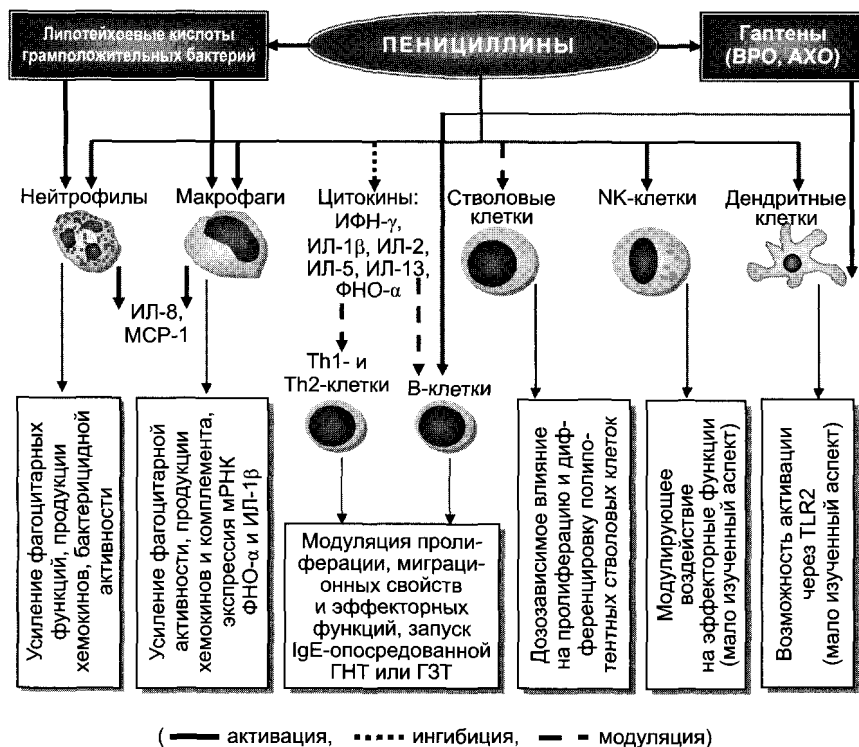 Липотейхоевые кислоты
грамположительных бактерий
ПЕНИЦИЛЛИНЫ
Гаптены
(BPO, AXO)
Нейтрофилы
Макрофаги
Цитокины:
ИФН-γ,
ИЛ-1β, ИЛ-2,
ИЛ-5, ИЛ-13,
ФНО-α
Стволовые
клетки
NK-клетки
Дендритные
клетки
ИЛ-8,
МСР-1
Th1- и
Th2-клетки
В-клетки
Усиление фагоцитарных
функций, продукции
хемокинов, бактерицидной
активности
Усиление фагоцитарной
активности, продукции
хемокинов и комплемента,
экспрессия мРНК
ФНО-α и ИЛ-1β
Модуляция проли-
ферации, миграци-
онных свойств
и эффекторных
функций, запуск
IgE-опосредованной
ГНТ или ГЗТ
Дозозависимое влияние
на пролиферацию и диф-
ференцировку полипо-
тентных стволовых клеток
Модулирующее
воздействие
на эффекторные функции
(мало изученный аспект)
Возможность активации
через TLR2
(мало изученный аспект)
( активация, ингибиция, модуляция)